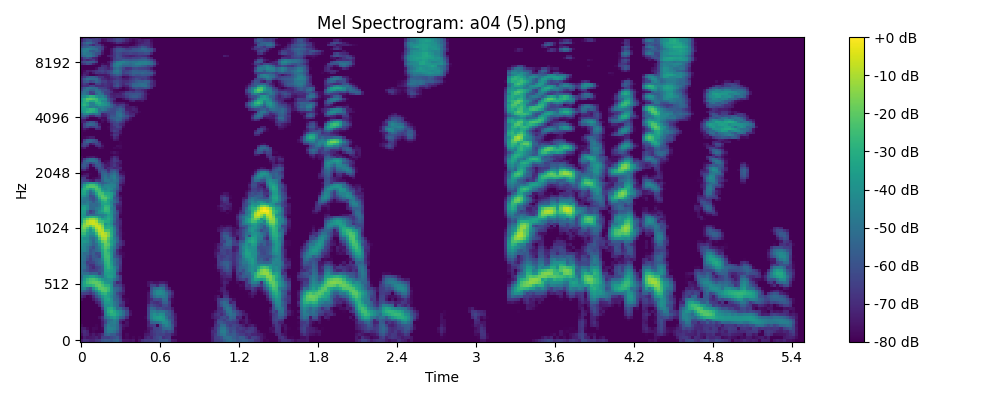 Mel Spectrogram: a04 (5).png
Hz
8192
4096
2048
1024
512
0
0 0.6 1.2 1.8 2.4 3 3.6 4.2 4.8 5.4
Time
+0 dB
-10 dB
-20 dB
-30 dB
-40 dB
-50 dB
-60 dB
-70 dB
-80 dB